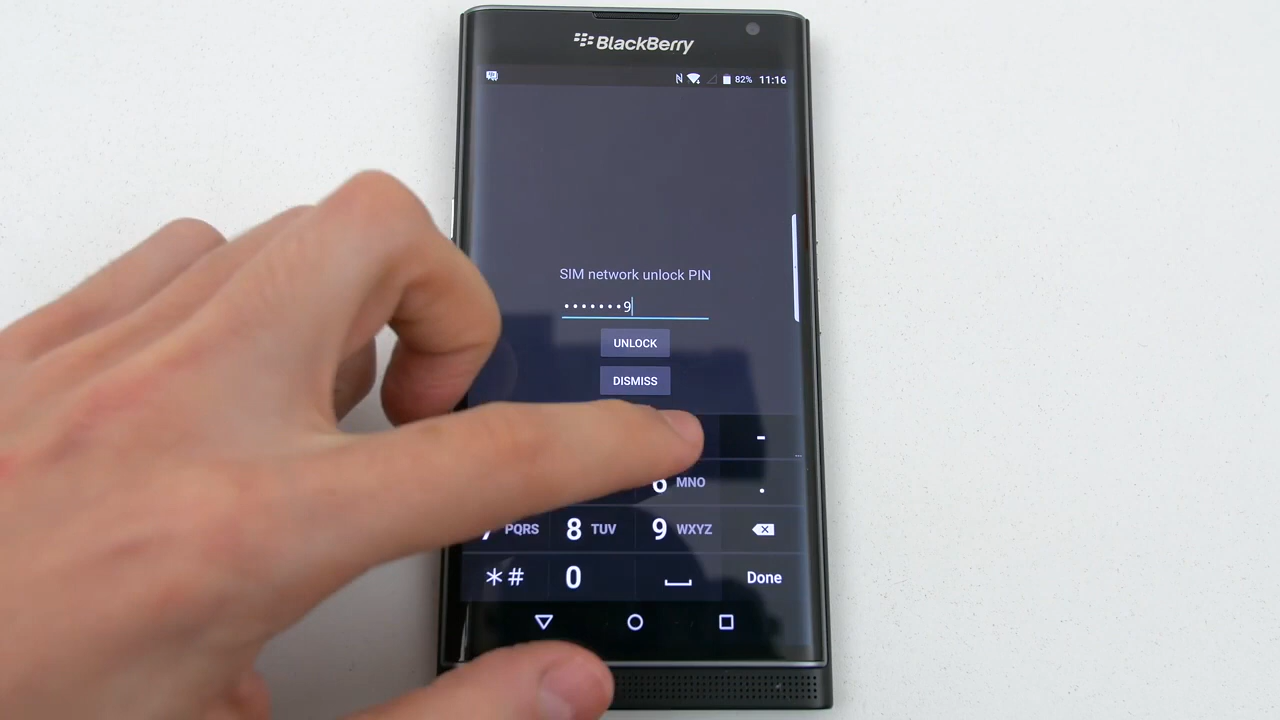 BlackBerry
82% 11:16
SIM network unlock PIN
•••••••9
UNLOCK
DISMISS
-
6 MNO .
PQRS 8 TUV 9 WXYZ
*# 0 Done